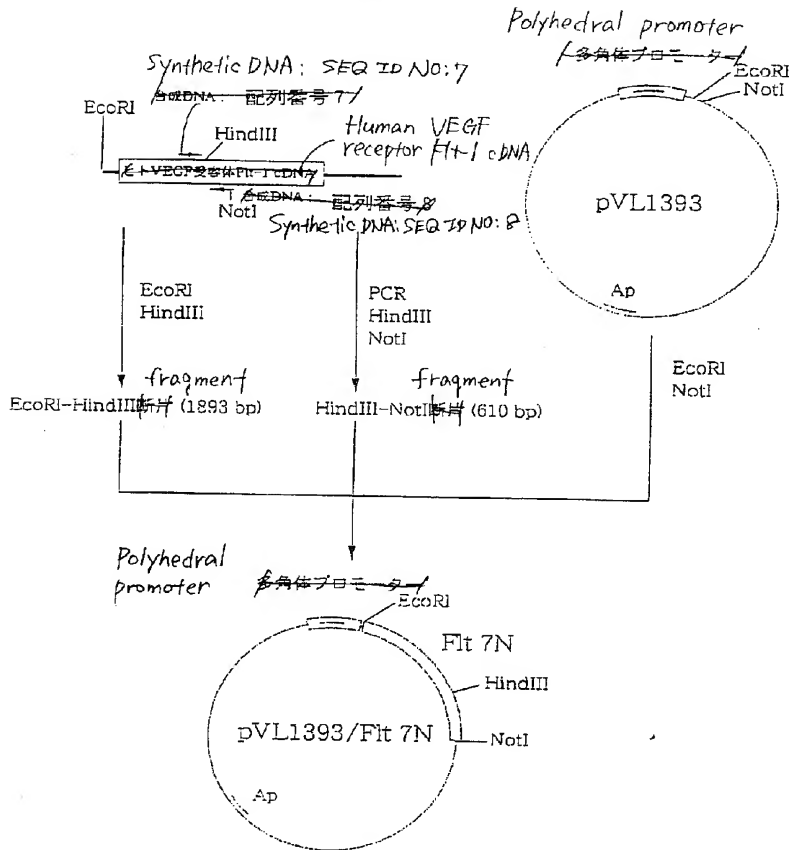 Polyhedral promoter
多角体プロモーター
EcoRI
NotI
pVL1393
Ap
Synthetic DNA: SEQ ID NO:7
合成DNA: 配列番号7
EcoRI
HindIII
Human VEGF
receptor Flt-1 cDNA
ヒトVEGF受容体Flt-1 cDNA
合成DNA: 配列番号8
NotI
Synthetic DNA: SEQ ID NO: 8
EcoRI
HindIII
PCR
HindIII
NotI
EcoRI
NotI
fragment
EcoRI-HindIII断片 (1893 bp)
fragment
HindIII-NotI断片 (610 bp)
Polyhedral
promoter
多角体プロモーター
EcoRI
Flt 7N
HindIII
NotI
pVL1393/Flt 7N
Ap